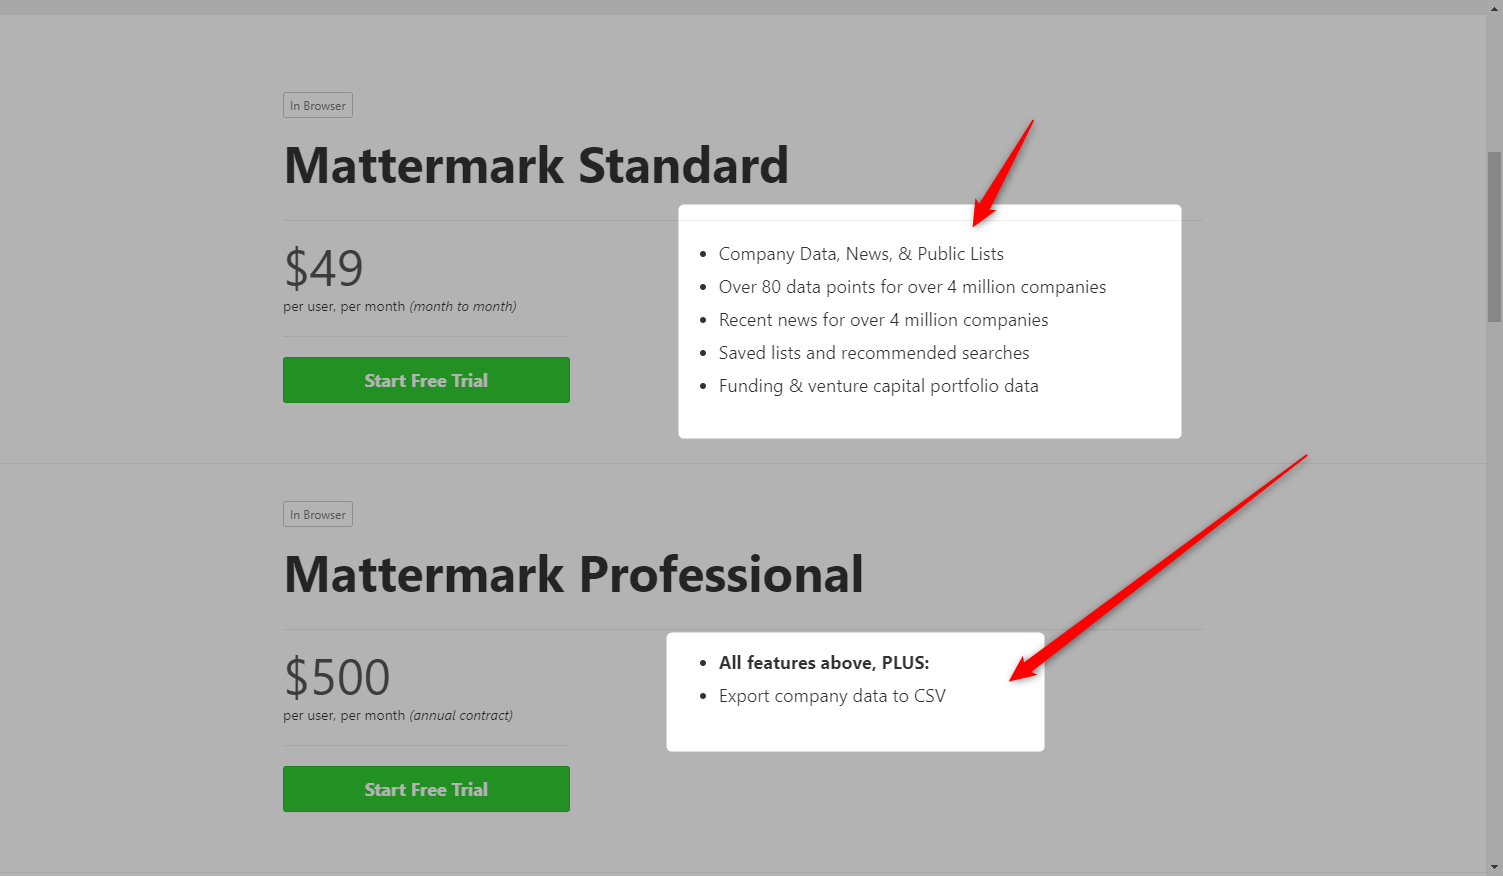 In Browser
Mattermark Standard
$49
per user, per month (month to month)
Start Free Trial
• Company Data, News, & Public Lists
• Over 80 data points for over 4 million companies
• Recent news for over 4 million companies
• Saved lists and recommended searches
• Funding & venture capital portfolio data
In Browser
Mattermark Professional
$500
per user, per month (annual contract)
Start Free Trial
• All features above, PLUS:
• Export company data to CSV